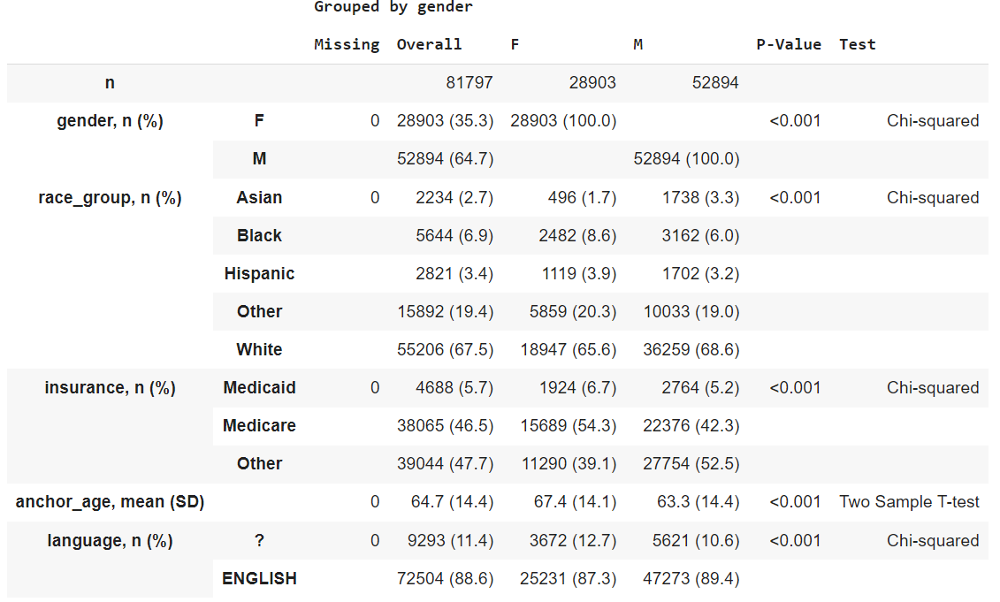 Grouped by gender
Missing Overall F M P-Value Test
n 81797 28903 52894
gender, n (%) F 0 28903 (35.3) 28903 (100.0) <0.001 Chi-squared
M 52894 (64.7) 52894 (100.0)
race_group, n (%) Asian 0 2234 (2.7) 496 (1.7) 1738 (3.3) <0.001 Chi-squared
Black 5644 (6.9) 2482 (8.6) 3162 (6.0)
Hispanic 2821 (3.4) 1119 (3.9) 1702 (3.2)
Other 15892 (19.4) 5859 (20.3) 10033 (19.0)
White 55206 (67.5) 18947 (65.6) 36259 (68.6)
insurance, n (%) Medicaid 0 4688 (5.7) 1924 (6.7) 2764 (5.2) <0.001 Chi-squared
Medicare 38065 (46.5) 15689 (54.3) 22376 (42.3)
Other 39044 (47.7) 11290 (39.1) 27754 (52.5)
anchor_age, mean (SD) 0 64.7 (14.4) 67.4 (14.1) 63.3 (14.4) <0.001 Two Sample T-test
language, n (%) ? 0 9293 (11.4) 3672 (12.7) 5621 (10.6) <0.001 Chi-squared
ENGLISH 72504 (88.6) 25231 (87.3) 47273 (89.4)